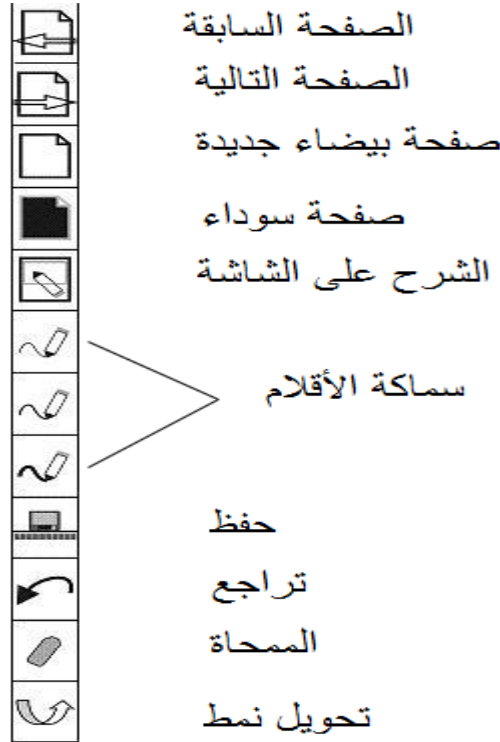 الصفحة السابقة
الصفحة التالية
صفحة بيضاء جديدة
صفحة سوداء
الشرح على الشاشة
سماكة الأقلام
حفظ
تراجع
الممحاة
تحويل نمط